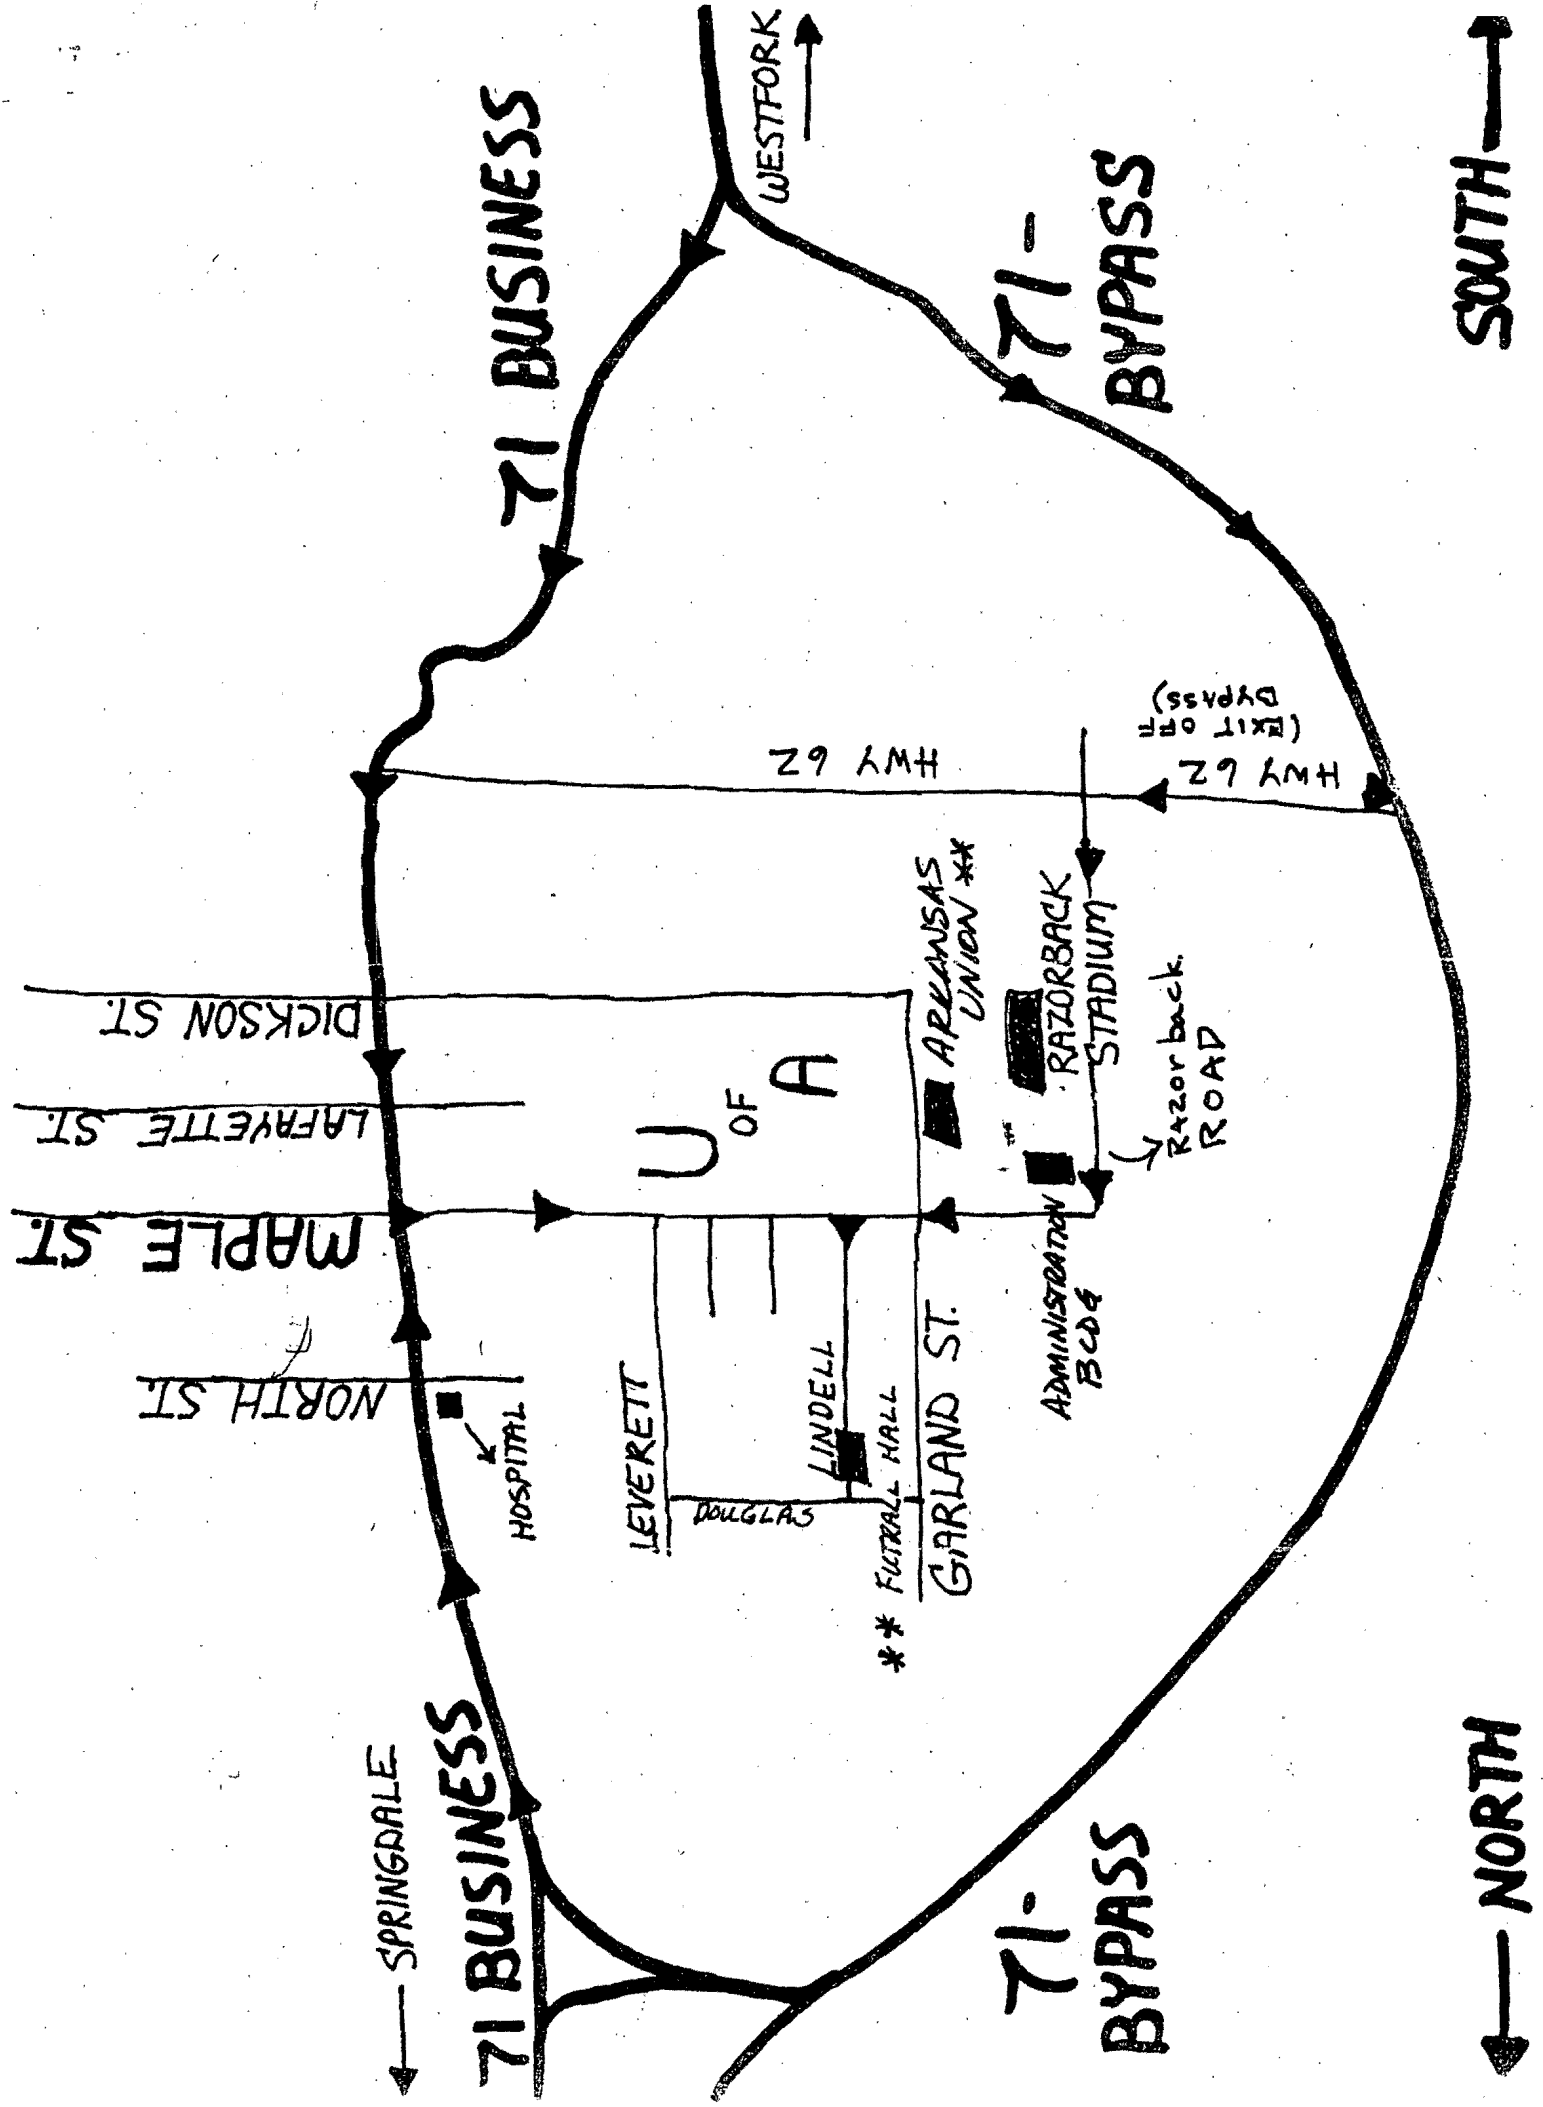 71 BUSINESS
WESTFORK
71-
BYPASS
SOUTH
HWY 62
HWY 62
(EXIT OFF
BYPASS)
DICKSON ST.
LAFAYETTE ST.
MAPLE ST.
NORTH ST.
HOSPITAL
U
OF
A
ARKANSAS
UNION **
RAZORBACK
STADIUM
Razorback
ROAD
ADMINISTRATION
BLDG
LEVERETT
DOUGLAS
LINDELL
** FUTRALL HALL
GARLAND ST.
SPRINGDALE
71 BUSINESS
71-
BYPASS
NORTH